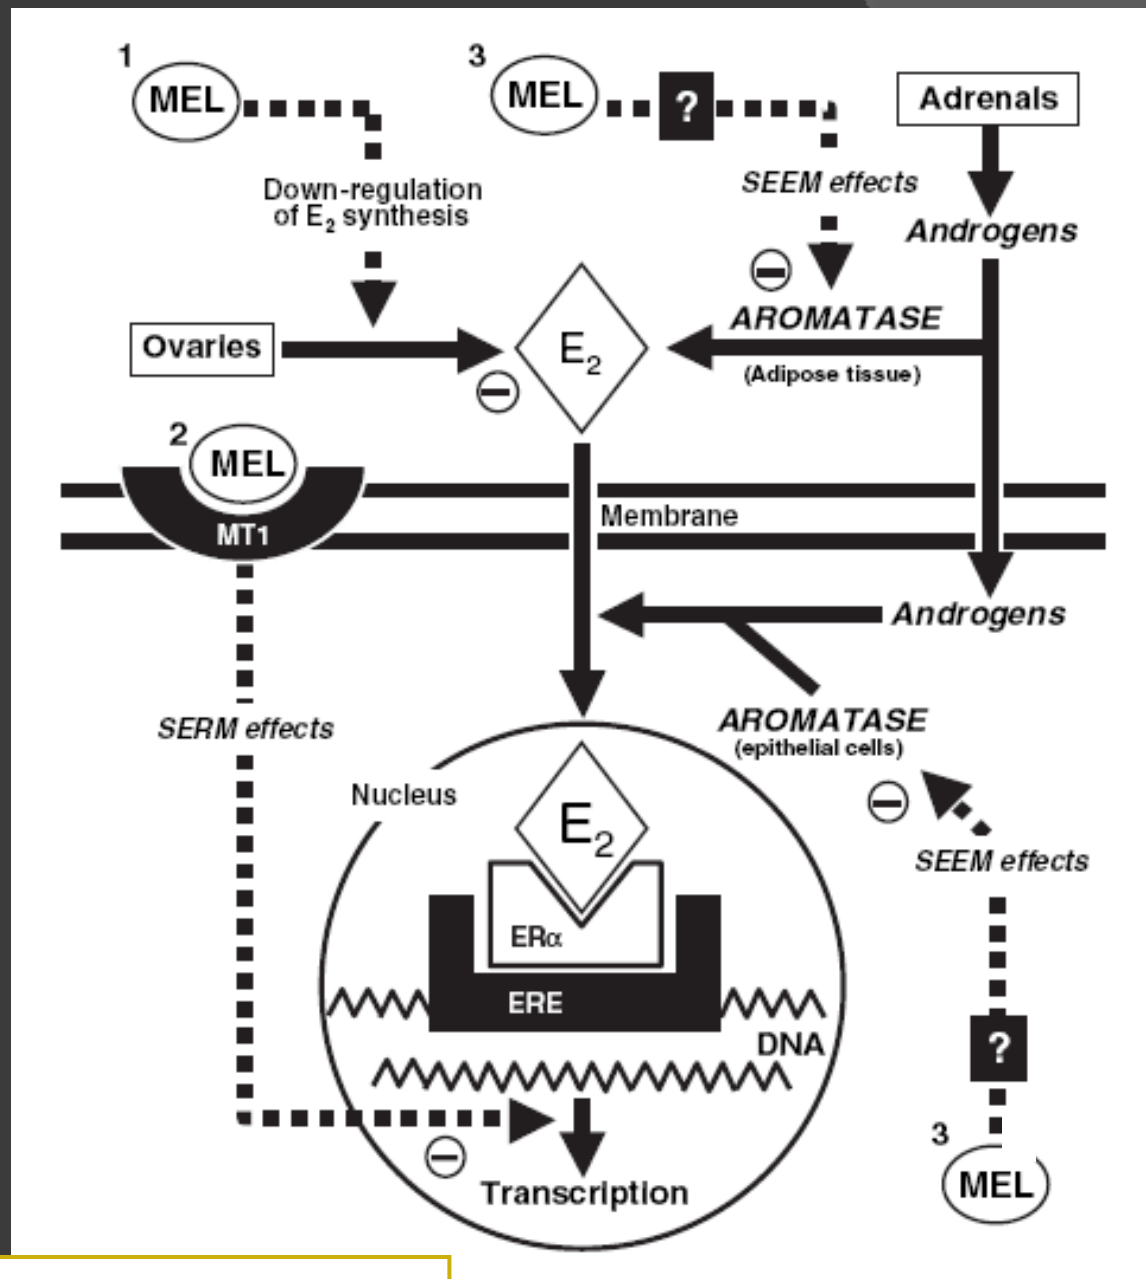 1
MEL
3
MEL
?
Adrenals
Down-regulation
of E₂ synthesis
SEEM effects
Androgens
AROMATASE
(Adipose tissue)
Ovaries
E₂
2
MEL
MT1
Membrane
Androgens
SERM effects
AROMATASE
(epithelial cells)
Nucleus
E₂
SEEM effects
ERα
ERE
DNA
?
3
MEL
Transcription